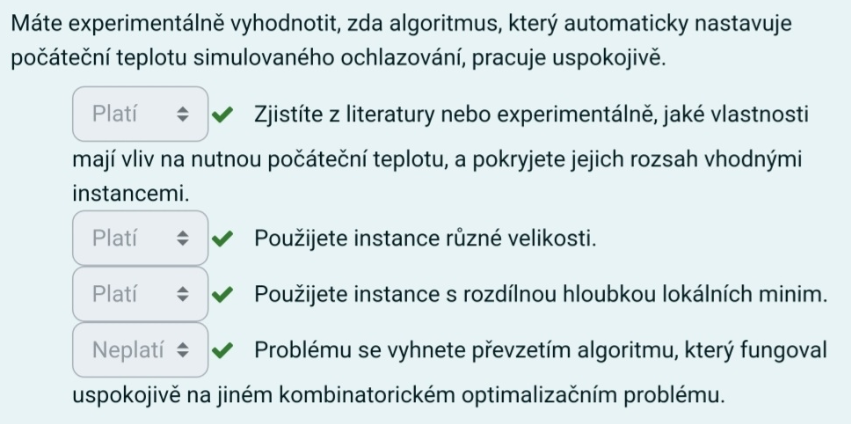 Máte experimentálně vyhodnotit, zda algoritmus, který automaticky nastavuje
počáteční teplotu simulovaného ochlazování, pracuje uspokojivě.
Platí Zjistíte z literatury nebo experimentálně, jaké vlastnosti
mají vliv na nutnou počáteční teplotu, a pokryjete jejich rozsah vhodnými
instancemi.
Platí Použijete instance různé velikosti.
Platí Použijete instance s rozdílnou hloubkou lokálních minim.
Neplatí Problému se vyhnete převzetím algoritmu, který fungoval
uspokojivě na jiném kombinatorickém optimalizačním problému.